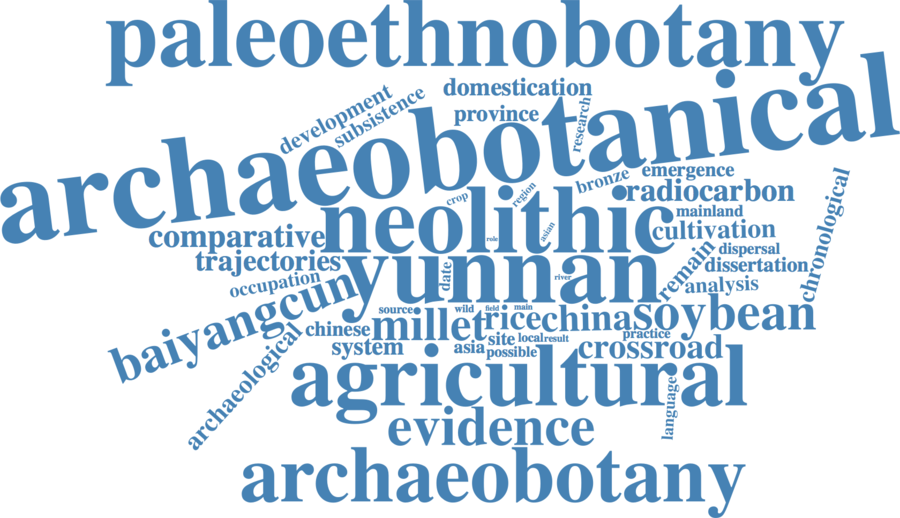 paleoethnobotany
domestication
development
subsistence
province
research
archaeobotanical
emergence
bronze
region
crop
radiocarbon
neolithic
role
asian
mainland
cultivation
chronological
comparative
trajectories
remain
dispersal
dissertation
analysis
occupation
date
yunnan
river
baiyangcun
source
wild
field
main
chinese
millet
rice
china
soybean
practice
site
local
result
system
asia
possible
crossroad
archaeological
agricultural
language
evidence
archaeobotany